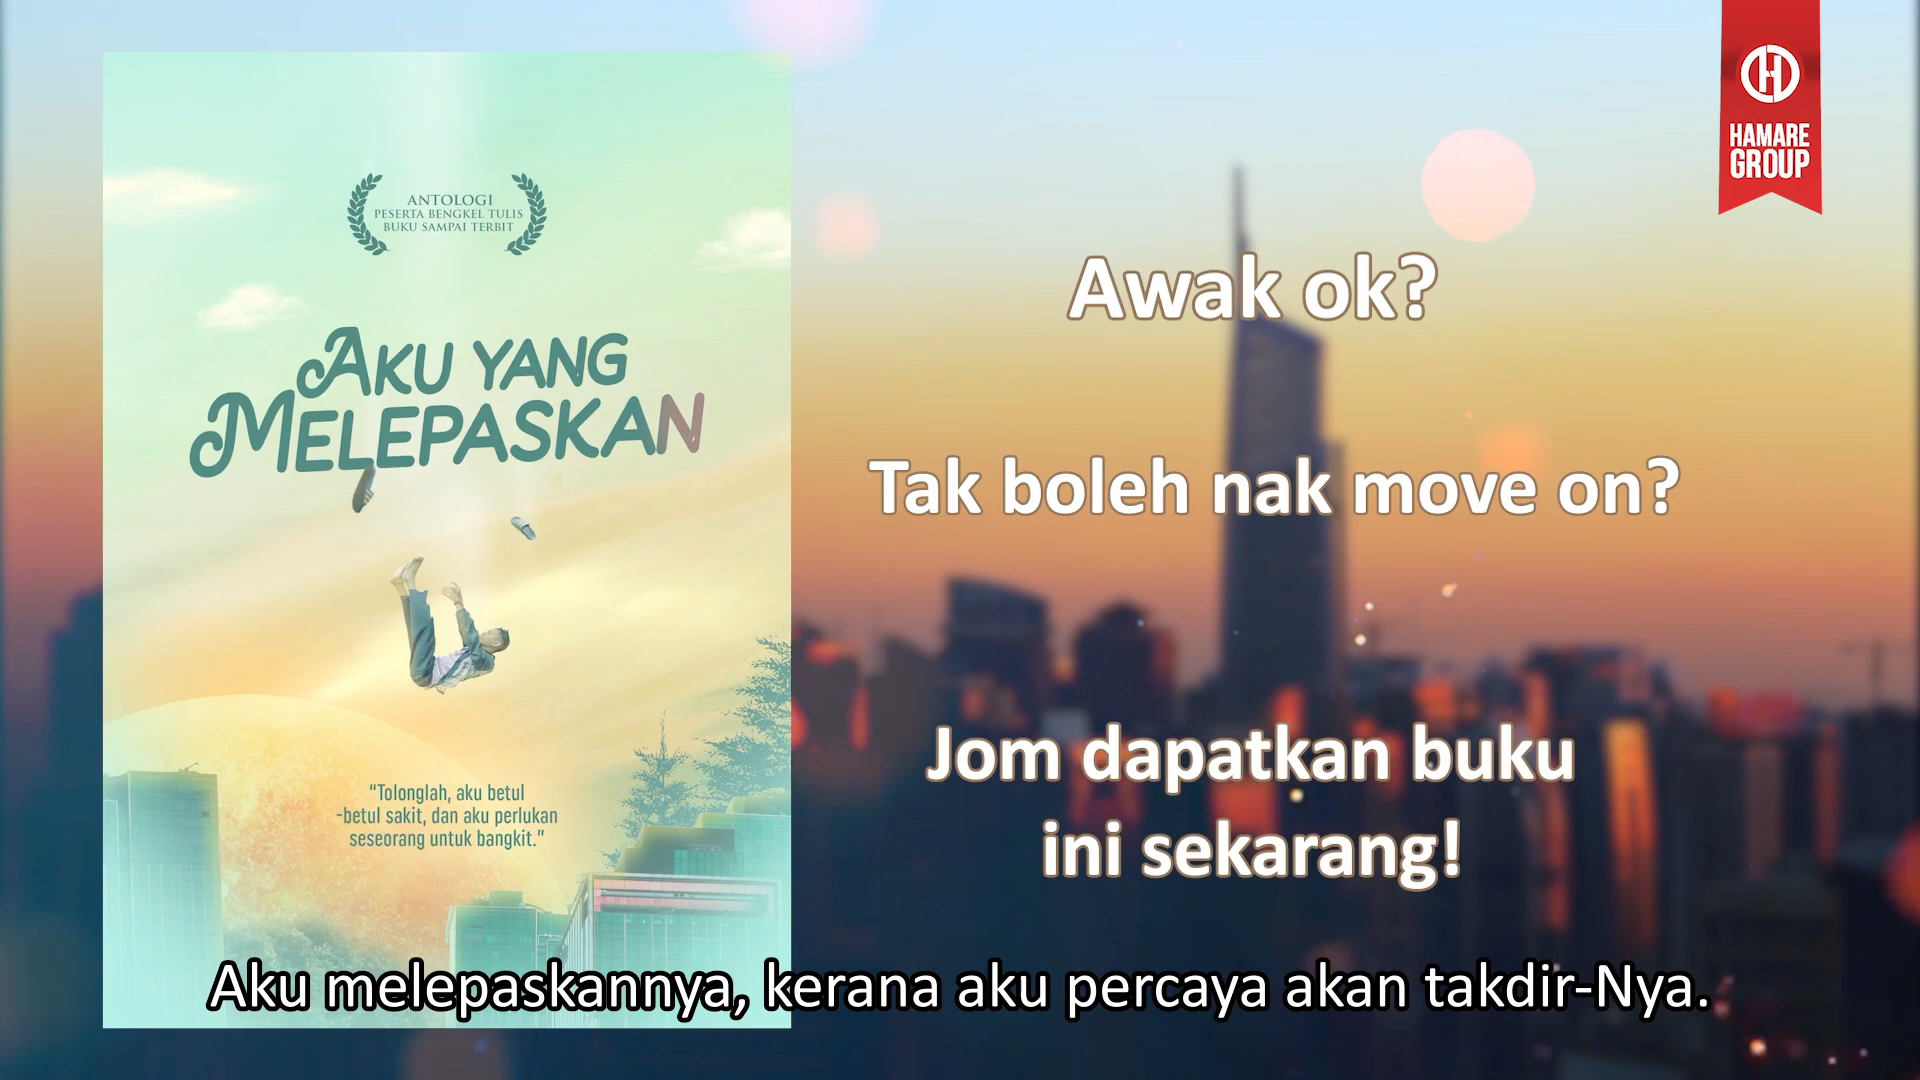 ANTOLOGI
PESERTA BENGKEL TULIS
BUKU SAMPAI TERBIT
AKU YANG
MELEPASKAN
“Tolonglah, aku betul
-betul sakit, dan aku perlukan
seseorang untuk bangkit.”
HAMARE
GROUP
Awak ok?
Tak boleh nak move on?
Jom dapatkan buku
ini sekarang!
Aku melepaskannya, kerana aku percaya akan takdir-Nya.